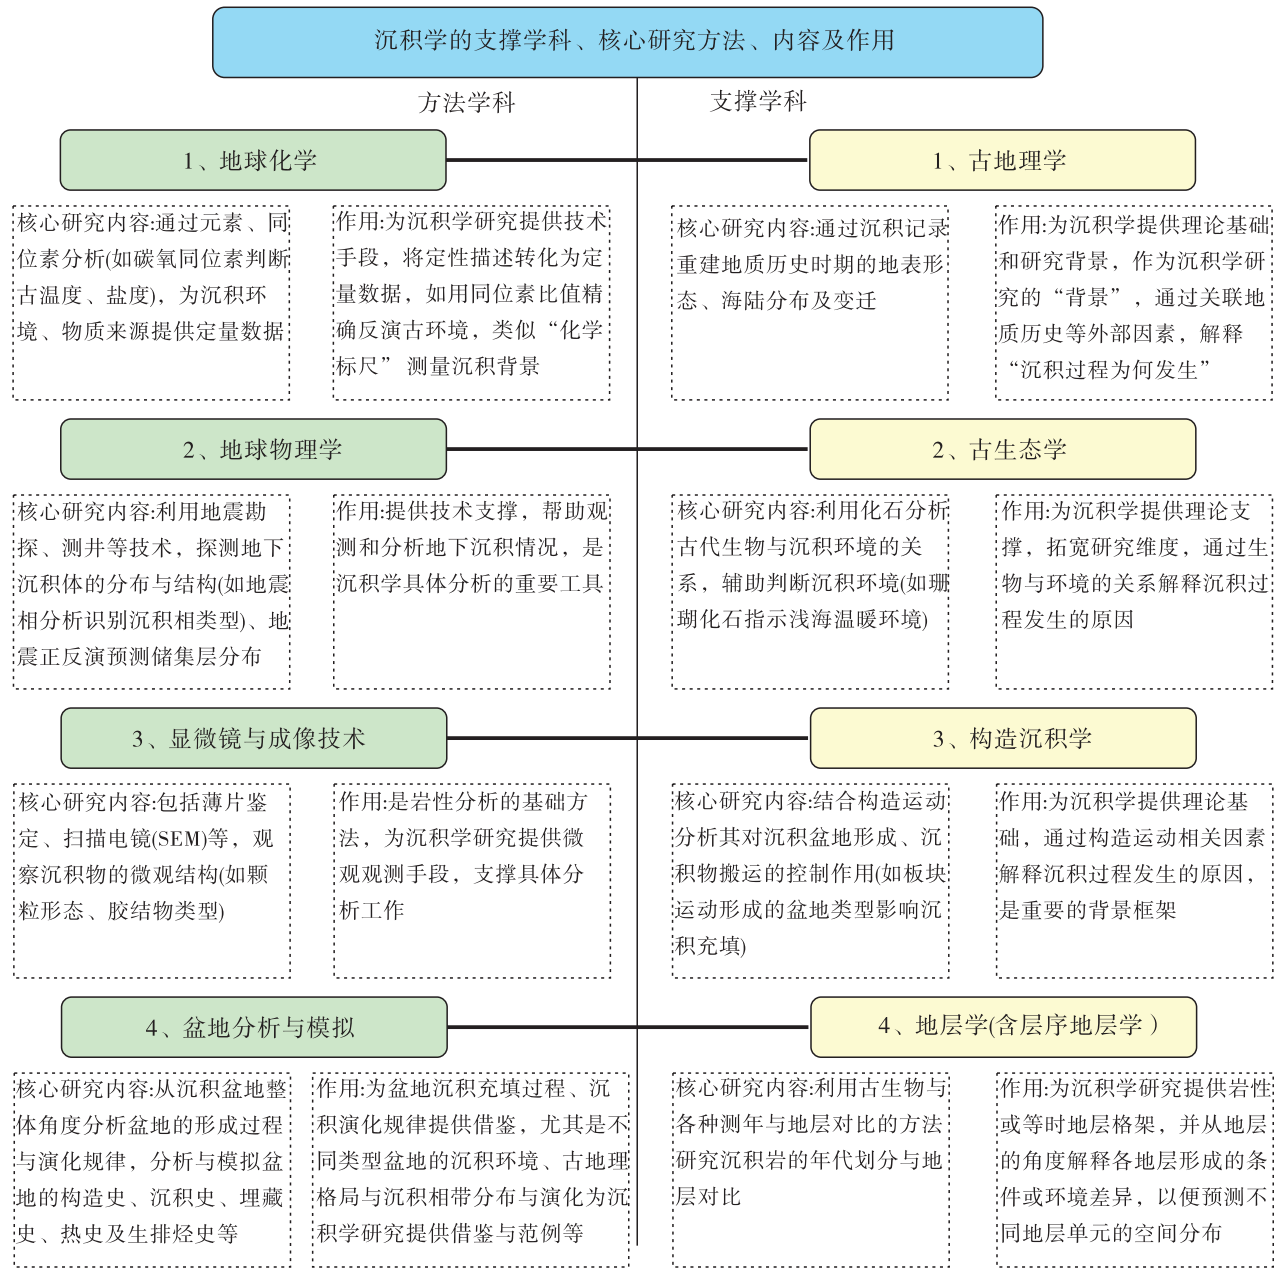 沉积学的支撑学科、核心研究方法、内容及作用
方法学科
支撑学科
1、地球化学
1、古地理学
核心研究内容:通过元素、同
位素分析(如碳氧同位素判断
古温度、盐度)，为沉积环
境、物质来源提供定量数据
作用:为沉积学研究提供技术
手段，将定性描述转化为定
量数据，如用同位素比值精
确反演古环境，类似“化学
标尺”测量沉积背景
核心研究内容:通过沉积记录
重建地质历史时期的地表形
态、海陆分布及变迁
作用:为沉积学提供理论基础
和研究背景，作为沉积学研
究的“背景”，通过关联地
质历史等外部因素，解释
“沉积过程为何发生”
2、地球物理学
2、古生态学
核心研究内容:利用地震勘
探、测井等技术，探测地下
沉积体的分布与结构(如地震
相分析识别沉积相类型)、地
震正反演预测储集层分布
作用:提供技术支撑，帮助观
测和分析地下沉积情况，是
沉积学具体分析的重要工具
核心研究内容:利用化石分析
古代生物与沉积环境的关
系，辅助判断沉积环境(如珊
瑚化石指示浅海温暖环境)
作用:为沉积学提供理论支
撑，拓宽研究维度，通过生
物与环境的关系解释沉积过
程发生的原因
3、显微镜与成像技术
3、构造沉积学
核心研究内容:包括薄片鉴
定、扫描电镜(SEM)等，观
察沉积物的微观结构(如颗
粒形态、胶结物类型)
作用:是岩性分析的基础方
法，为沉积学研究提供微
观观测手段，支撑具体分
析工作
核心研究内容:结合构造运动
分析其对沉积盆地形成、沉
积物搬运的控制作用(如板块
运动形成的盆地类型影响沉
积充填)
作用:为沉积学提供理论基
础，通过构造运动相关因素
解释沉积过程发生的原因，
是重要的背景框架
4、盆地分析与模拟
4、地层学(含层序地层学）
核心研究内容:从沉积盆地整
体角度分析盆地的形成过程
与演化规律，分析与模拟盆
地的构造史、沉积史、埋藏
史、热史及生排烃史等
作用:为盆地沉积充填过程、沉
积演化规律提供借鉴，尤其是不
同类型盆地的沉积环境、古地理
格局与沉积相带分布与演化为沉
积学研究提供借鉴与范例等
核心研究内容:利用古生物与
各种测年与地层对比的方法
研究沉积岩的年代划分与地
层对比
作用:为沉积学研究提供岩性
或等时地层格架，并从地层
的角度解释各地层形成的条
件或环境差异，以便预测不
同地层单元的空间分布